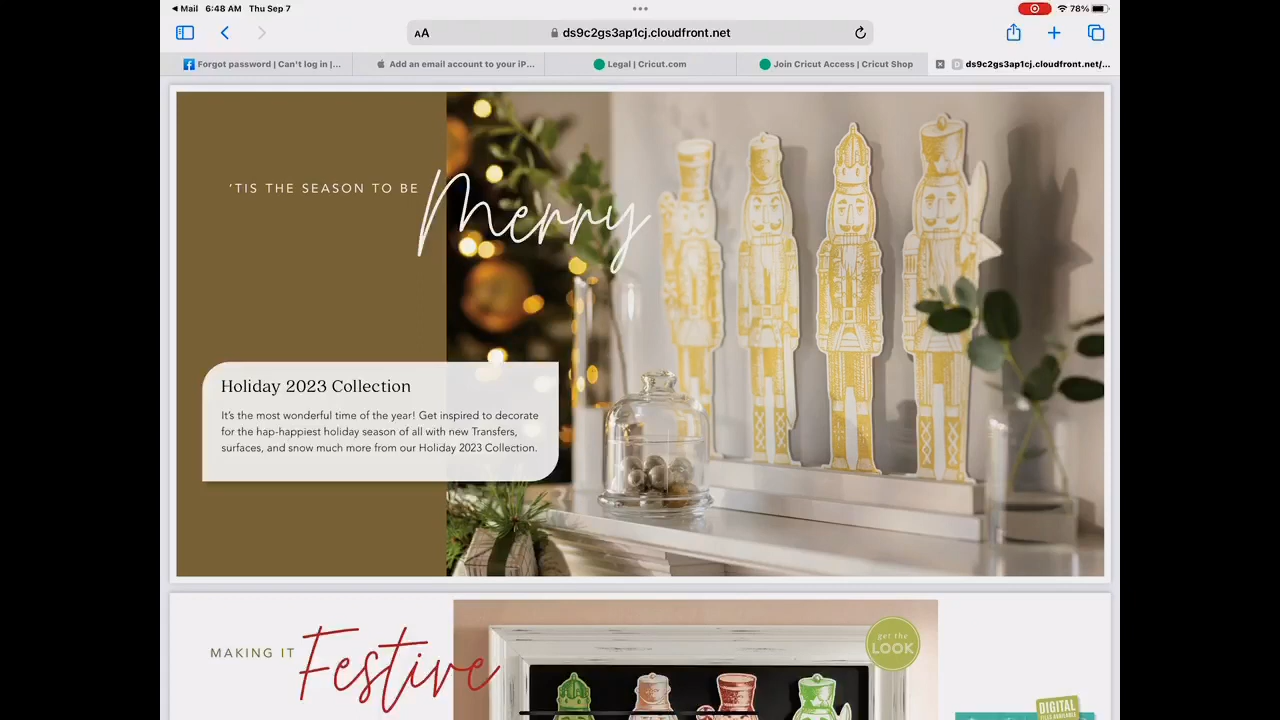 Mail 6:48 AM Thu Sep 7
78%
AA
ds9c2gs3ap1cj.cloudfront.net
Forgot password | Can't log in |...
Add an email account to your iP...
Legal | Cricut.com
Join Cricut Access | Cricut Shop
ds9c2gs3ap1cj.cloudfront.net/...
'TIS THE SEASON TO BE Merry
Holiday 2023 Collection
It's the most wonderful time of the year! Get inspired to decorate
for the hap-happiest holiday season of all with new Transfers,
surfaces, and snow much more from our Holiday 2023 Collection.
MAKING IT Festive
get the
LOOK
DIGITAL
FILES AVAILABLE